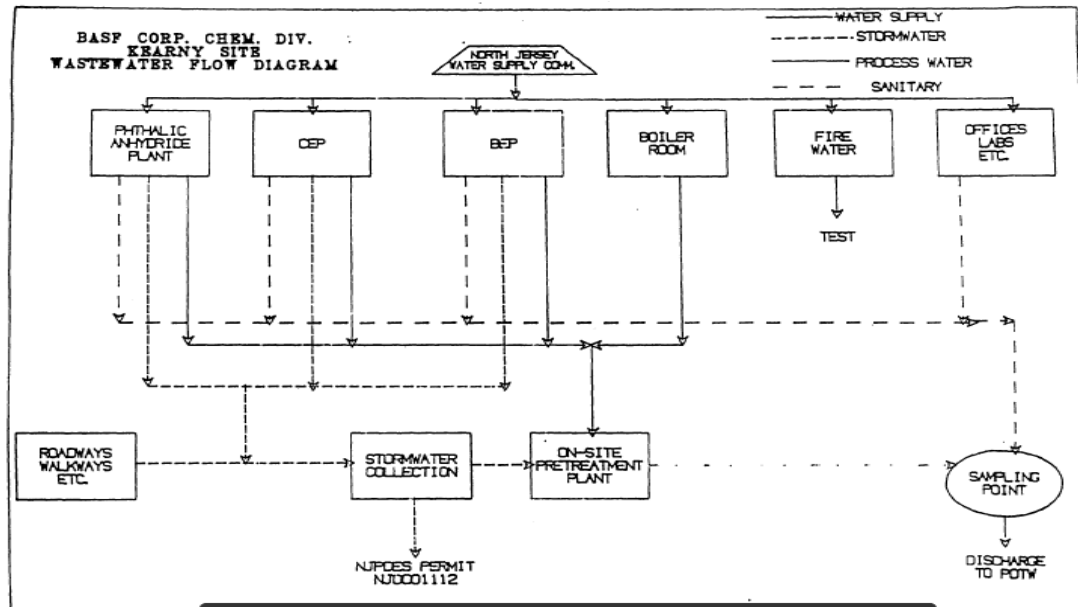 BASF CORP. CHEM. DIV.
KEARNY SITE
WASTEWATER FLOW DIAGRAM
NORTH JERSEY
WATER SUPPLY COMM.
WATER SUPPLY
STORMWATER
PROCESS WATER
SANITARY
PHTHALIC
ANHYDRIDE
PLANT
OEP
BEP
BOILER
ROOM
FIRE
WATER
OFFICES
LABS
ETC.
TEST
ROADWAYS
WALKWAYS
ETC.
STORMWATER
COLLECTION
ON-SITE
PRETREATMENT
PLANT
SAMPLING
POINT
NJPDES PERMIT
NJ0001112
DISCHARGE
TO POTW